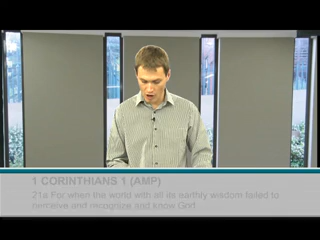 1 CORINTHIANS 1 (AMP)
21a For when the world with all its earthly wisdom failed to
perceive and recognize and know God